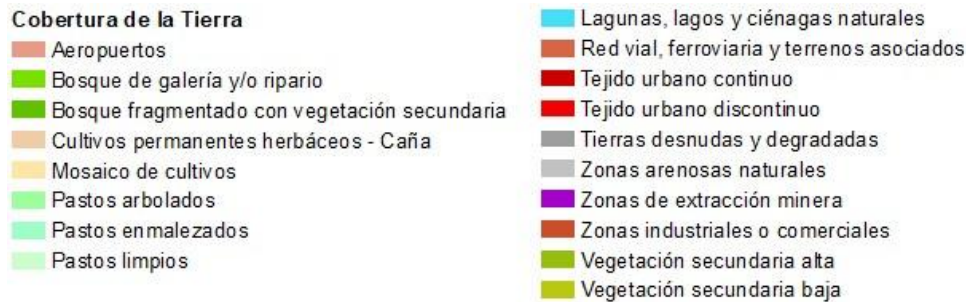 Cobertura de la Tierra
Aeropuertos
Bosque de galería y/o ripario
Bosque fragmentado con vegetación secundaria
Cultivos permanentes herbáceos - Caña
Mosaico de cultivos
Pastos arbolados
Pastos enmalezados
Pastos limpios
Lagunas, lagos y ciénagas naturales
Red vial, ferroviaria y terrenos asociados
Tejido urbano continuo
Tejido urbano discontinuo
Tierras desnudas y degradadas
Zonas arenosas naturales
Zonas de extracción minera
Zonas industriales o comerciales
Vegetación secundaria alta
Vegetación secundaria baja